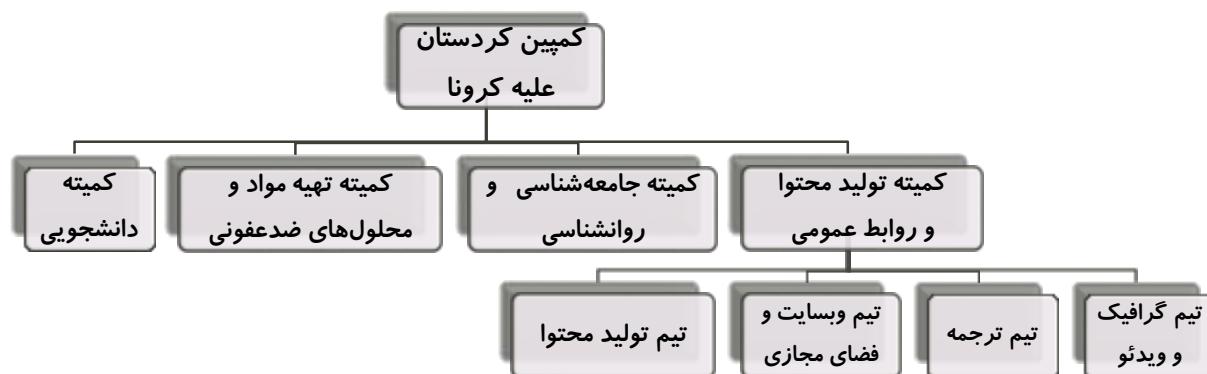 کمپین کردستان
علیه کرونا
کمیته تولید محتوا
و روابط عمومی
کمیته جامعه‌شناسی و
روانشناسی
کمیته تهیه مواد و
محلول‌های ضدعفونی
کمیته
دانشجویی
تیم گرافیک
و ویدئو
تیم ترجمه
تیم وبسایت و
فضای مجازی
تیم تولید محتوا